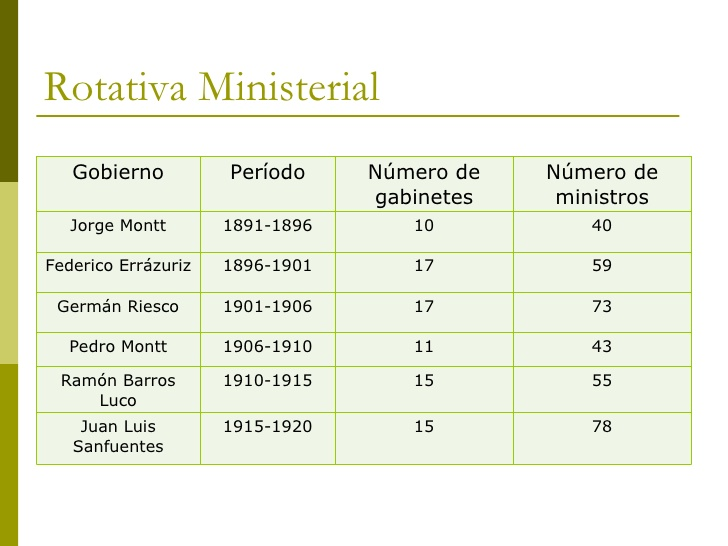 Rotativa Ministerial
Gobierno Período Número de gabinetes Número de ministros
Jorge Montt 1891-1896 10 40
Federico Errázuriz 1896-1901 17 59
Germán Riesco 1901-1906 17 73
Pedro Montt 1906-1910 11 43
Ramón Barros Luco 1910-1915 15 55
Juan Luis Sanfuentes 1915-1920 15 78